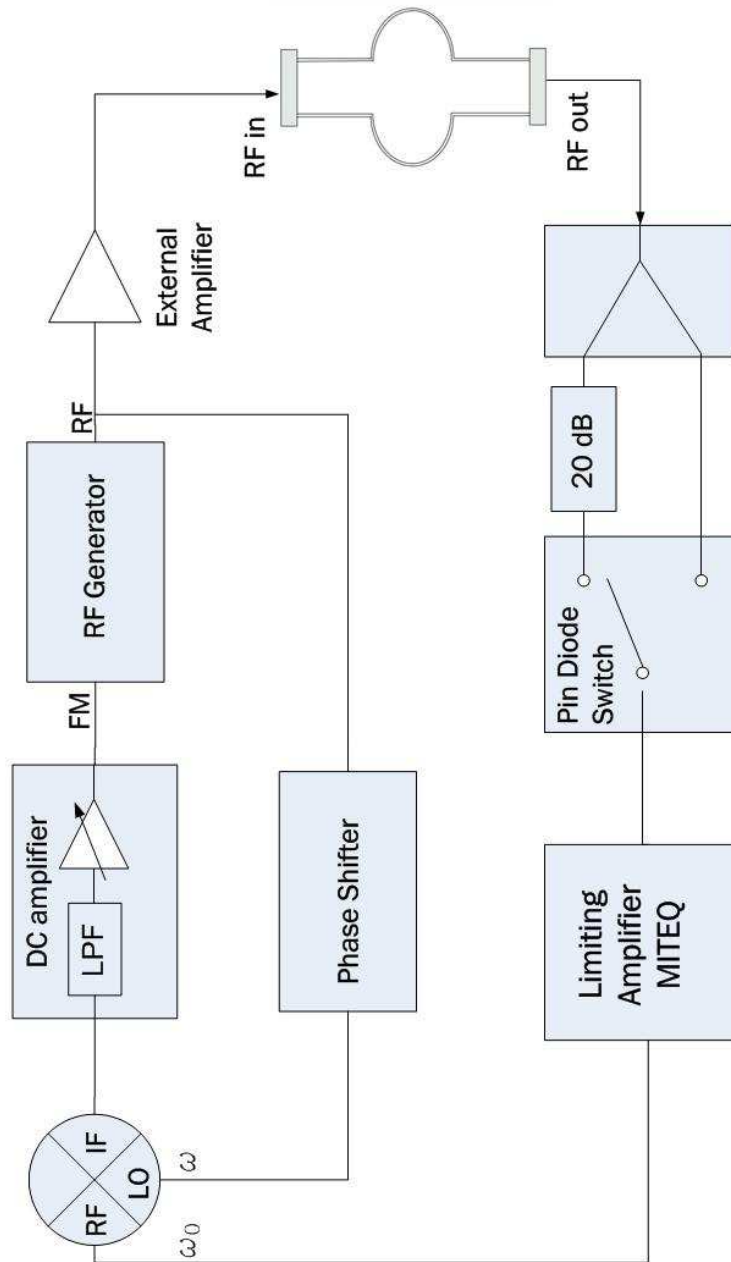 RF in
RF out
External
Amplifier
RF
RF Generator
FM
DC amplifier
LPF
Phase Shifter
20 dB
Pin Diode
Switch
Limiting
Amplifier
MITEQ
RF
IF
LO
ω
ω₀